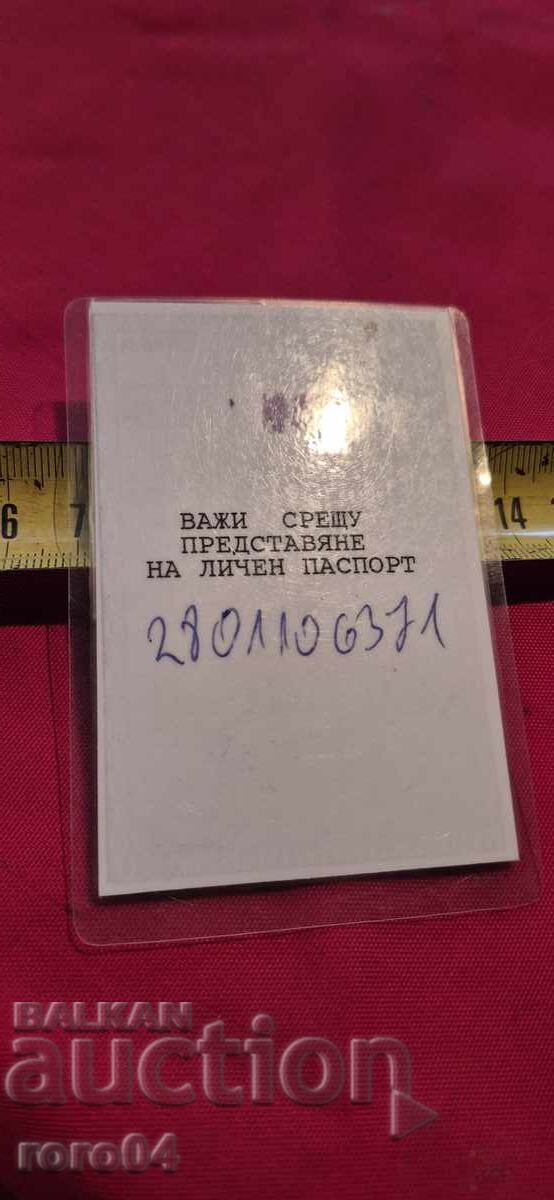 6 7
14
ВАЖИ СРЕЩУ
ПРЕДСТАВЯНЕ
НА ЛИЧЕН ПАСПОРТ
2801106371
BALKAN
auction
roro04